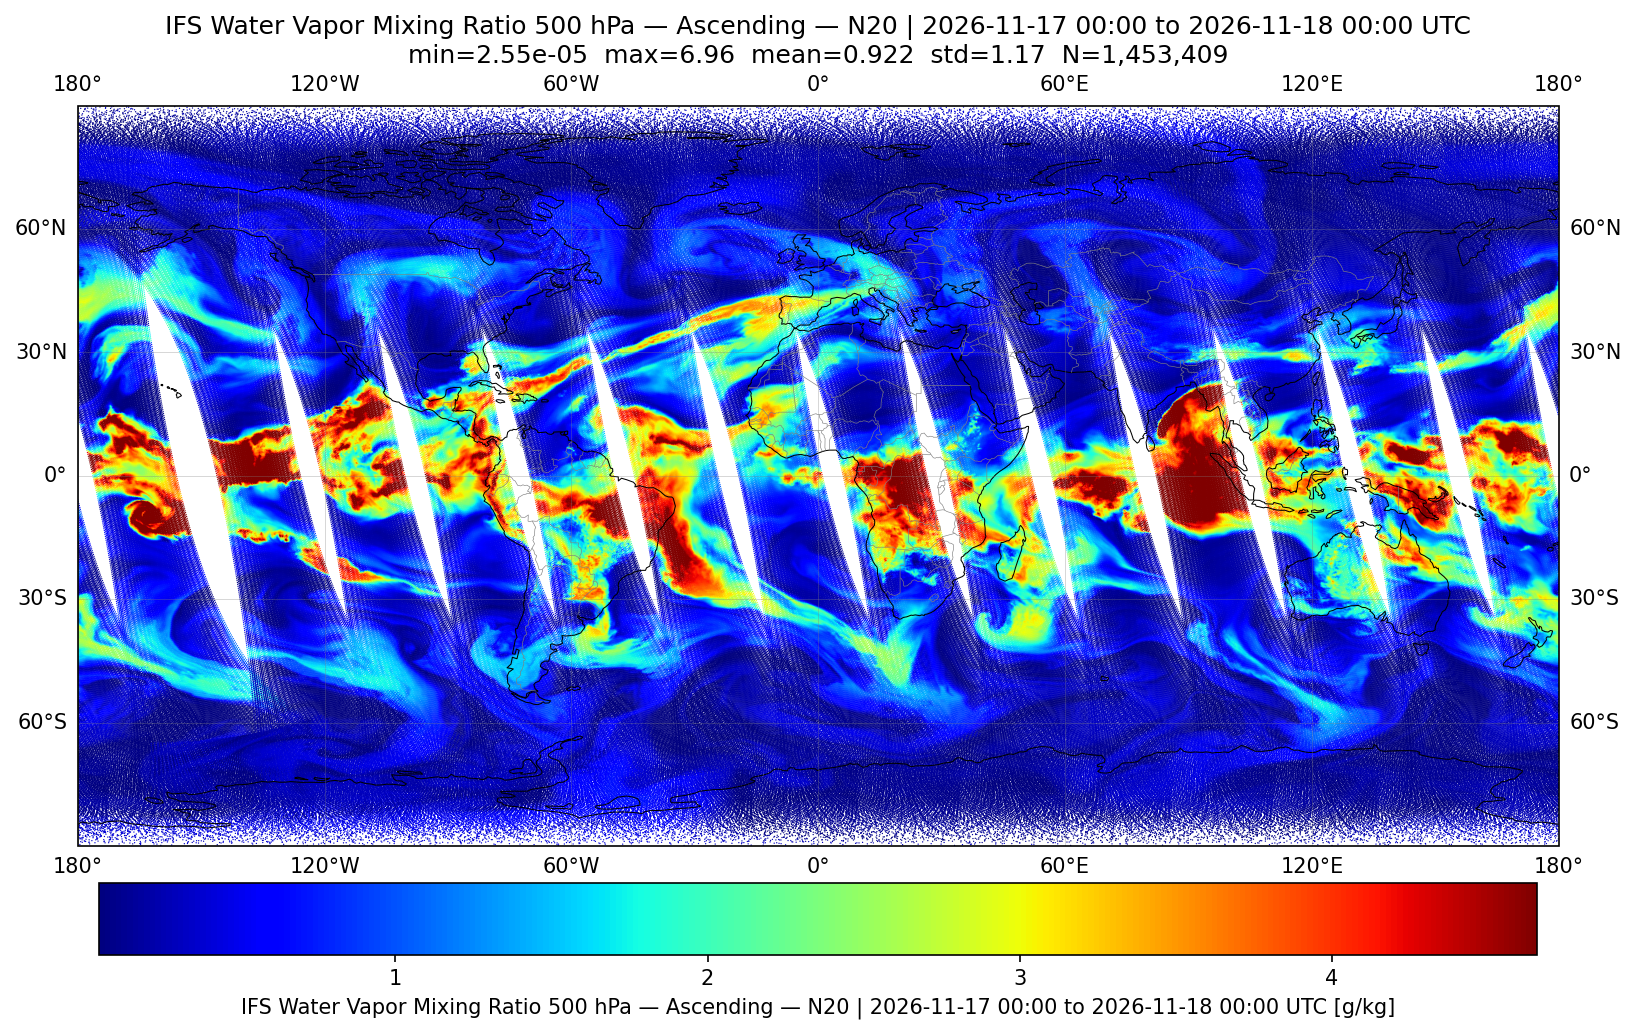 IFS Water Vapor Mixing Ratio 500 hPa — Ascending — N20 | 2026-11-17 00:00 to 2026-11-18 00:00 UTC
min=2.55e-05 max=6.96 mean=0.922 std=1.17 N=1,453,409
180° 120°W 60°W 0° 60°E 120°E 180°
60°N 60°N
30°N 30°N
0° 0°
30°S 30°S
60°S 60°S
180° 120°W 60°W 0° 60°E 120°E 180°
1 2 3 4
IFS Water Vapor Mixing Ratio 500 hPa — Ascending — N20 | 2026-11-17 00:00 to 2026-11-18 00:00 UTC [g/kg]